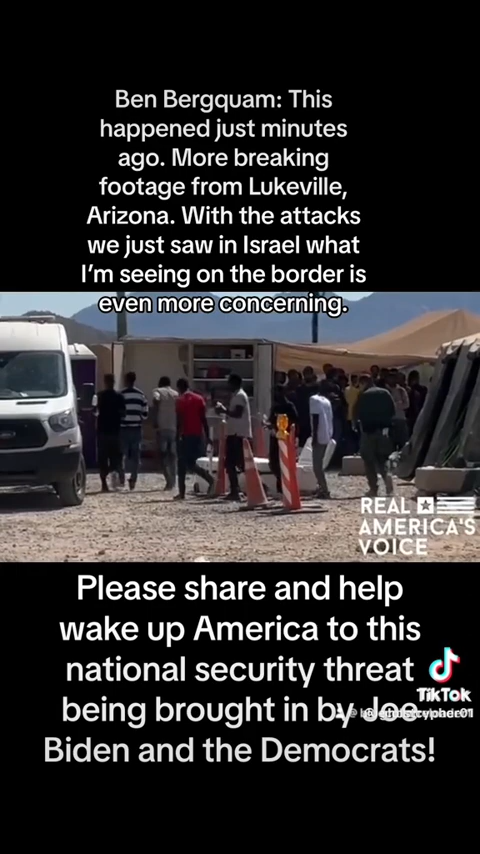 Ben Bergquam: This
happened just minutes
ago. More breaking
footage from Lukeville,
Arizona. With the attacks
we just saw in Israel what
I'm seeing on the border is
even more concerning.
REAL
AMERICA'S
VOICE
Please share and help
wake up America to this
national security threat
being brought in by Joe
Biden and the Democrats!
TikTok